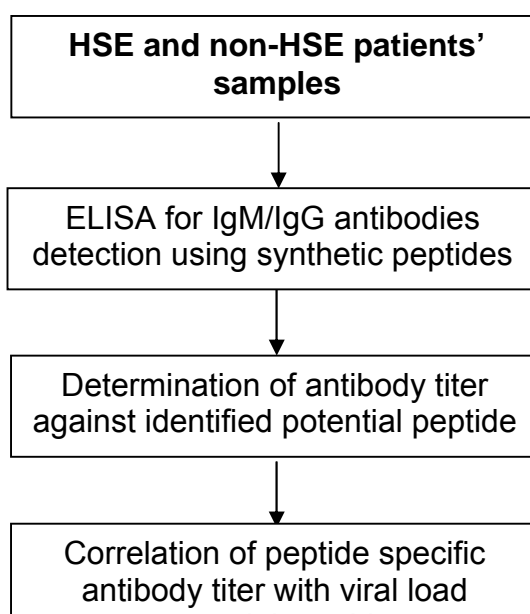 HSE and non-HSE patients’
samples
ELISA for IgM/IgG antibodies
detection using synthetic peptides
Determination of antibody titer
against identified potential peptide
Correlation of peptide specific
antibody titer with viral load